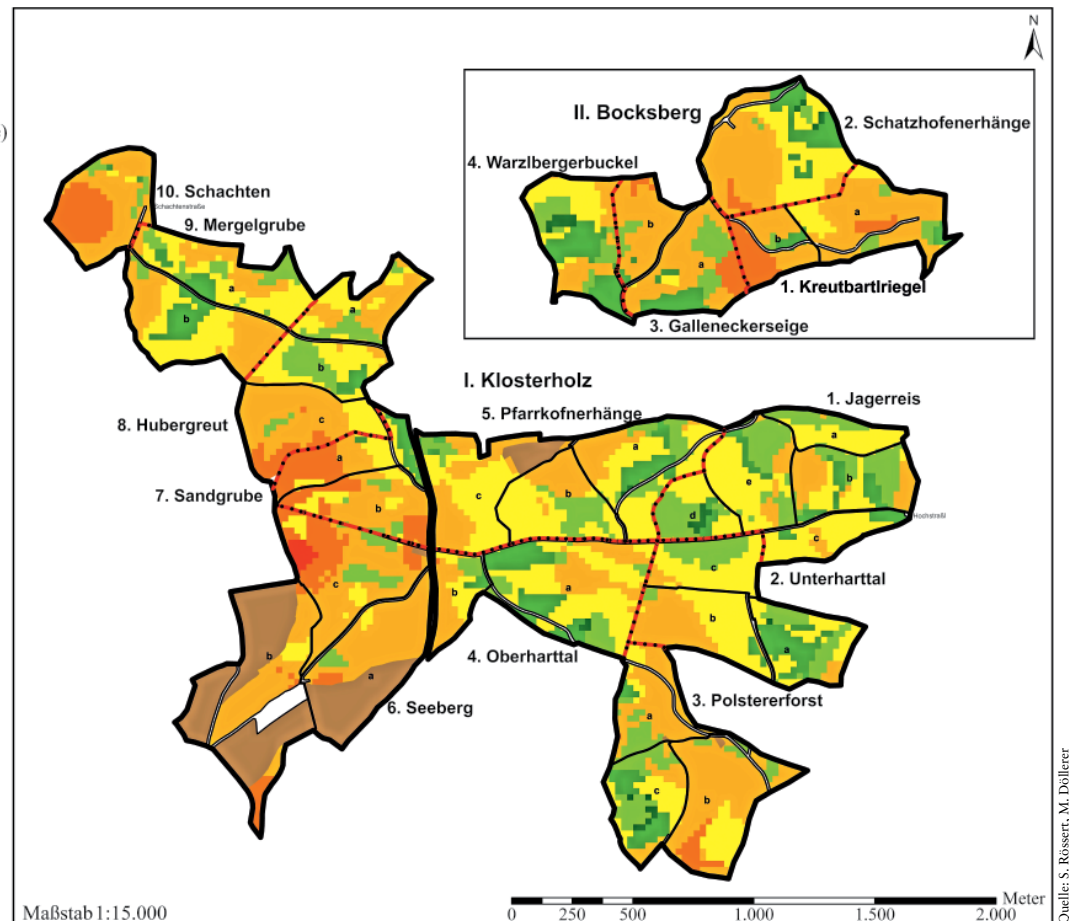 N
)
II. Bocksberg
2. Schatzhofenerhänge
4. Warzlbergerbuckel
b
a
a
b
1. Kreutbartlriegel
3. Galleneckerseige
10. Schachten
Schachtenstraße
9. Mergelgrube
a
b
a
b
I. Klosterholz
5. Pfarrkofnerhänge
1. Jagerreis
8. Hubergreut
c
a
a
a
b
c
b
e
7. Sandgrube
b
d
Hochstraßl
c
c
2. Unterharttal
c
a
b
b
4. Oberharttal
a
b
a
6. Seeberg
3. Polstererforst
a
c
b
Maßstab 1:15.000
Meter
0 250 500 1.000 1.500 2.000
Quelle: S. Rössert, M. Döllerer